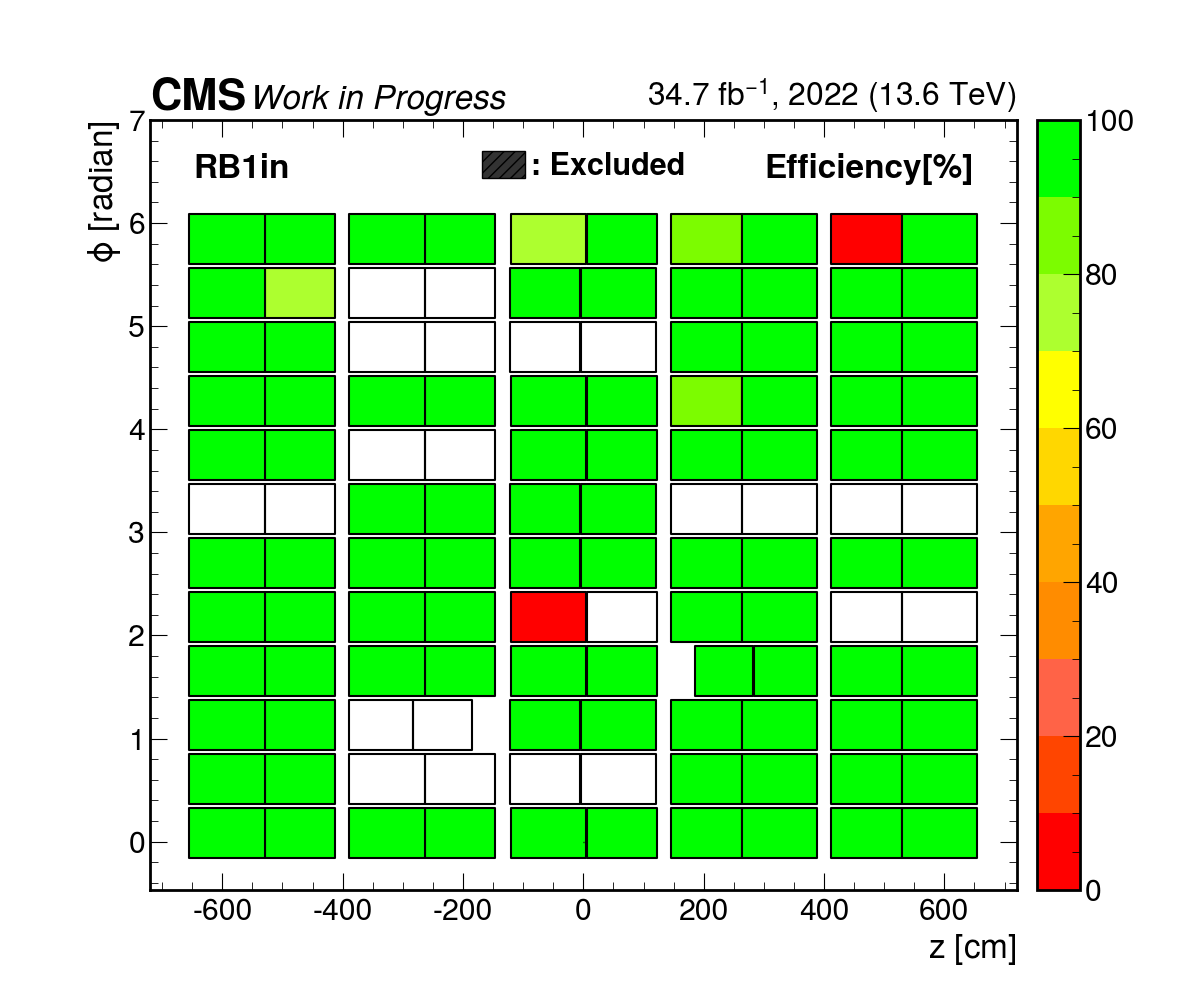 CMS Work in Progress 34.7 fb⁻¹, 2022 (13.6 TeV)
RB1in : Excluded Efficiency[%]
ϕ [radian]
7
6
5
4
3
2
1
0
-600 -400 -200 0 200 400 600
z [cm]
100
80
60
40
20
0